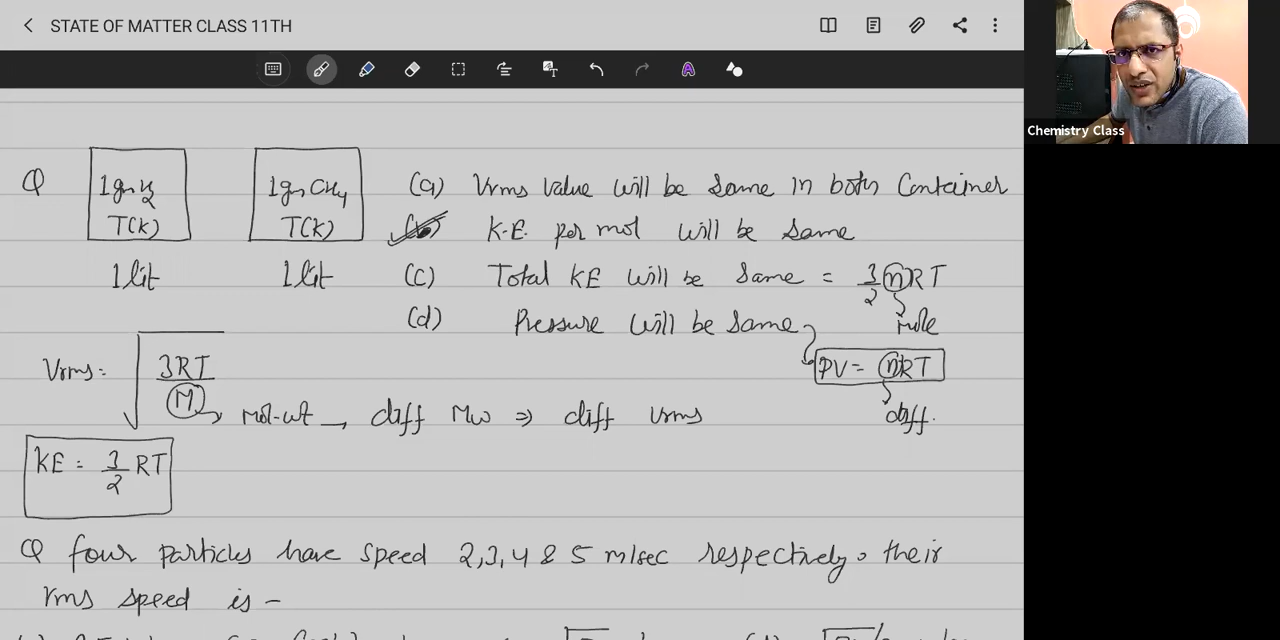 STATE OF MATTER CLASS 11TH
Chemistry Class
Q 1gm H2 T(K) 1 lit
1gm CH4 T(K) 1 lit
(a) Vrms value will be same in both Container
(b) K.E. per mol will be same
(c) Total KE will be same = 3/2 nRT
mole
(d) Pressure will be same
PV = nRT
diff.
Vrms = √3RT/M
mol-wt → diff Mw ⇒ diff Vrms
KE = 3/2 RT
Q four particles have speed 2,3,4 & 5 m/sec respectively. their
rms speed is -